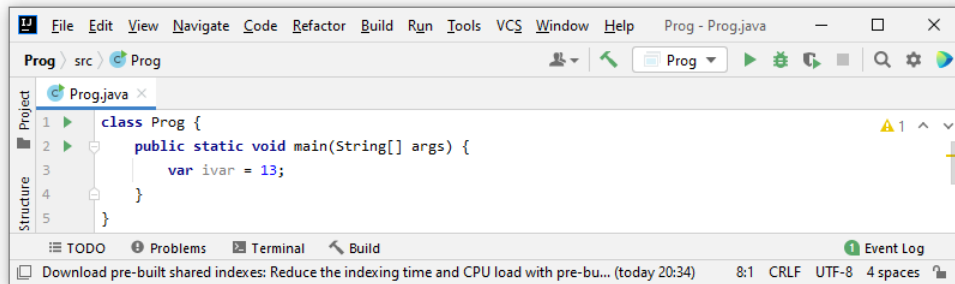 File Edit View Navigate Code Refactor Build Run Tools VCS Window Help Prog - Prog.java
Prog src Prog Prog
Project
Prog.java
1 class Prog {
2 public static void main(String[] args) {
3 var ivar = 13;
4 }
5 }
1
Structure
TODO Problems Terminal Build 1 Event Log
Download pre-built shared indexes: Reduce the indexing time and CPU load with pre-bu... (today 20:34) 8:1 CRLF UTF-8 4 spaces